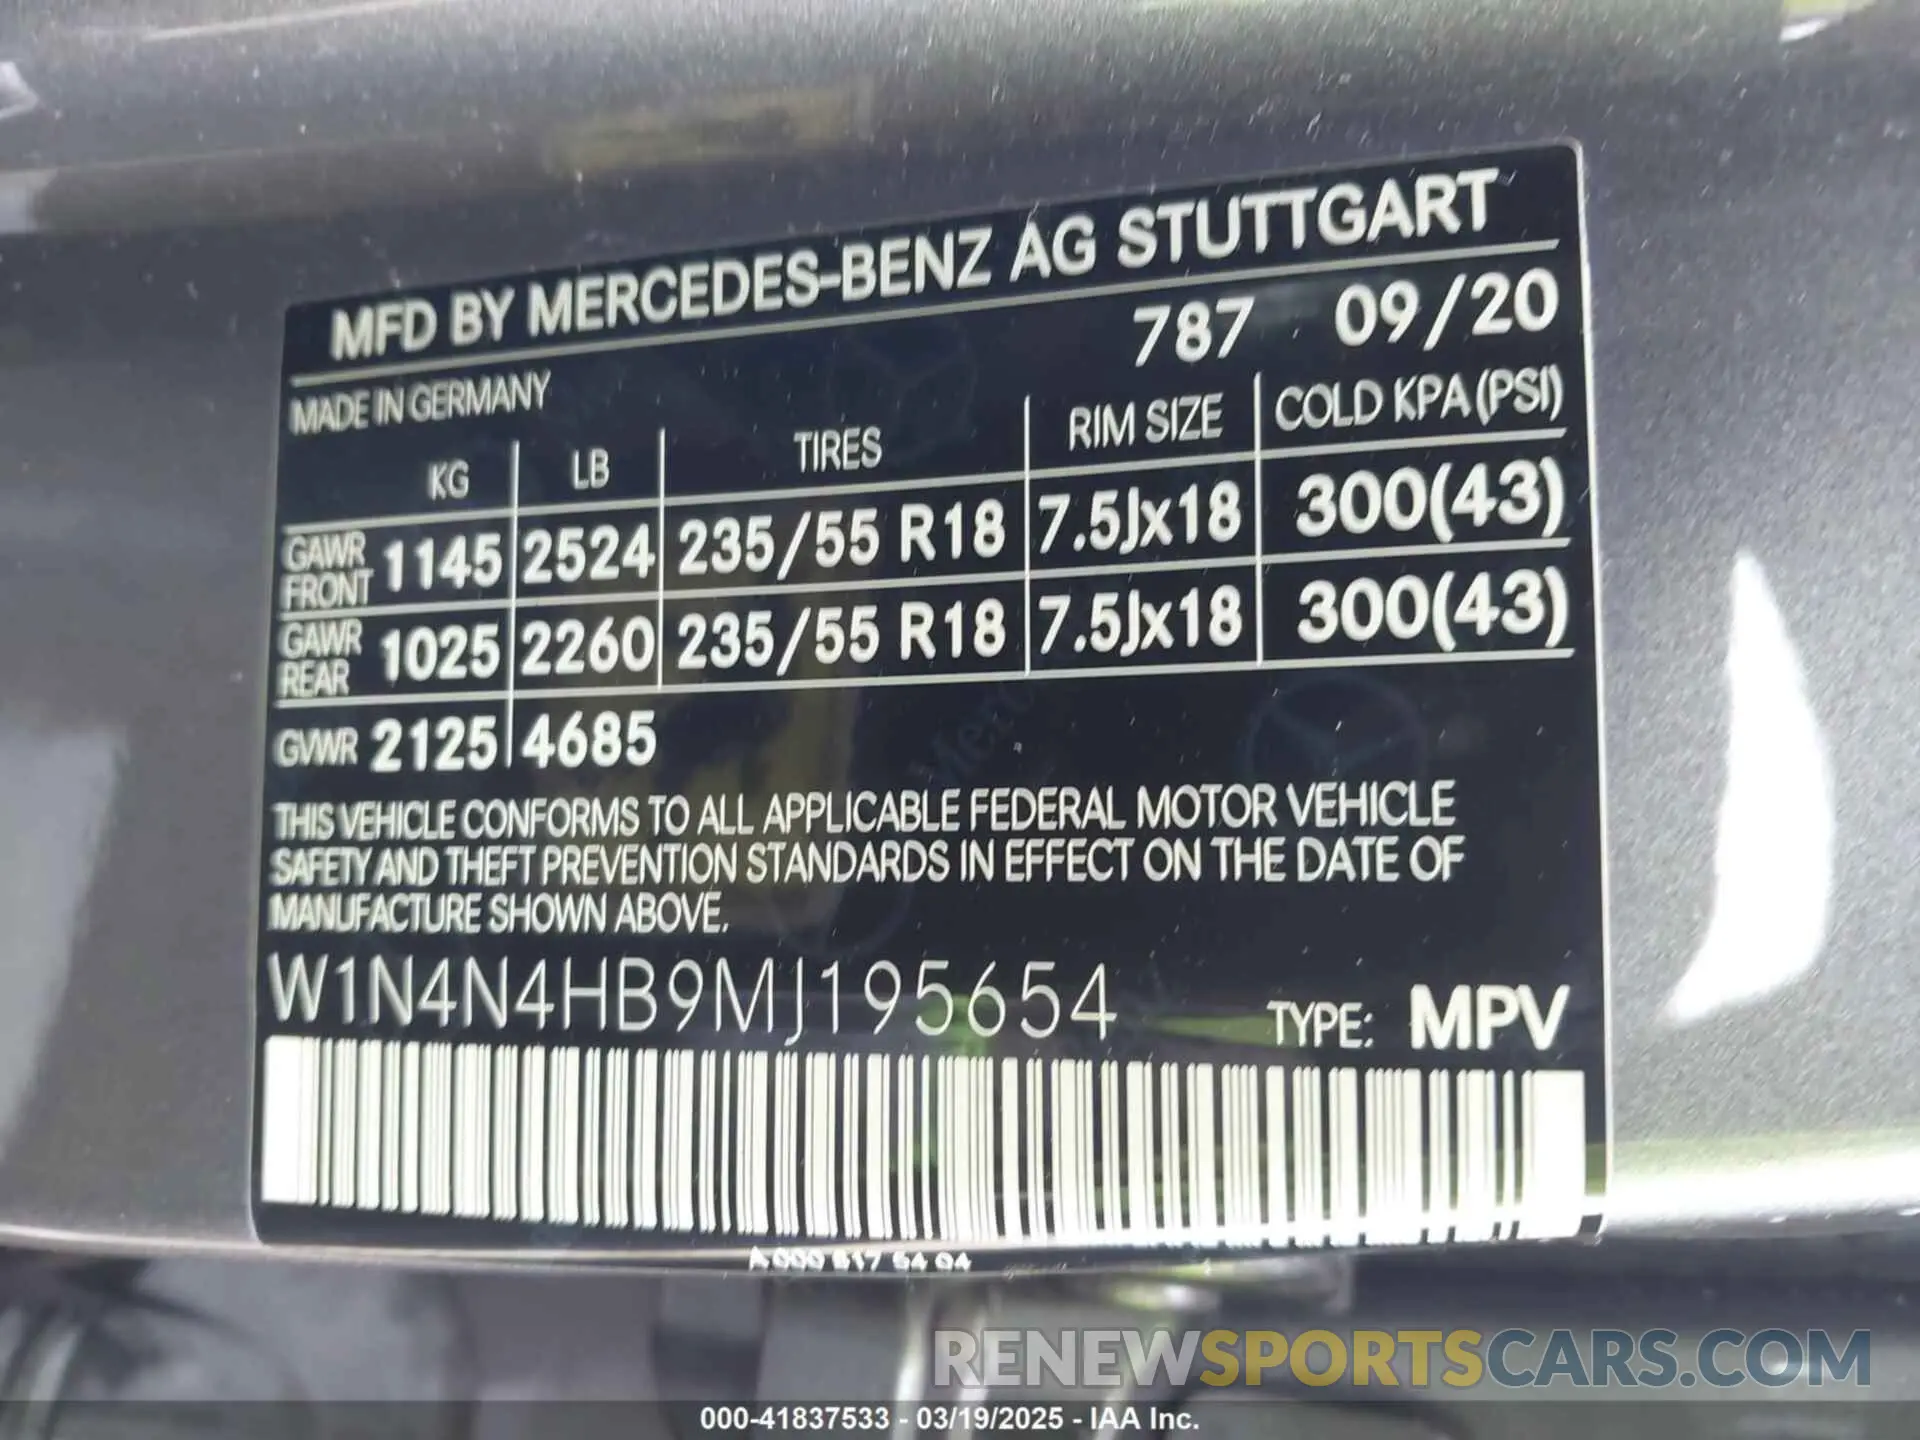 MFD BY MERCEDES-BENZ AG STUTTGART
787 09/20
MADE IN GERMANY
KG LB TIRES RIM SIZE COLD KPA (PSI)
GAWR FRONT 1145 2524 235/55 R18 7.5Jx18 300(43)
GAWR REAR 1025 2260 235/55 R18 7.5Jx18 300(43)
GVWR 2125 4685
THIS VEHICLE CONFORMS TO ALL APPLICABLE FEDERAL MOTOR VEHICLE
SAFETY AND THEFT PREVENTION STANDARDS IN EFFECT ON THE DATE OF
MANUFACTURE SHOWN ABOVE.
W1N4N4HB9MJ195654 TYPE: MPV
A 000 817 54 04
RENEWSPORTSCARS.COM
000-41837533 - 03/19/2025 - IAA Inc.